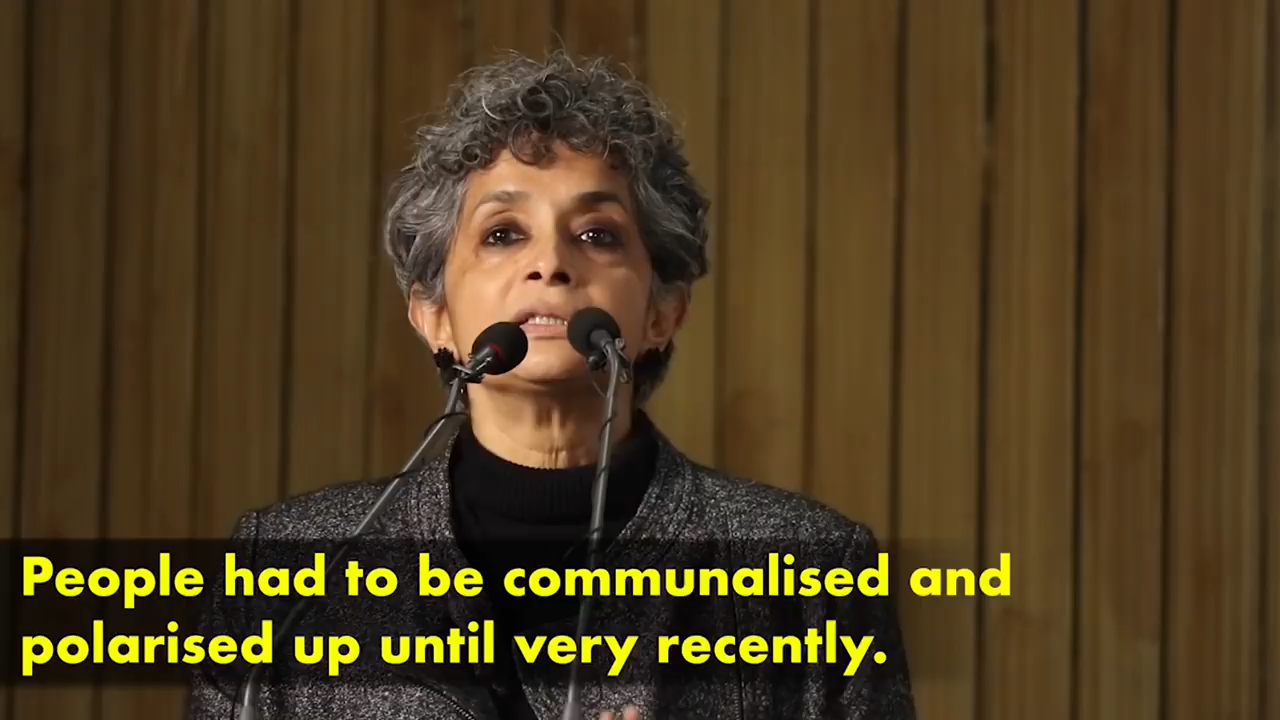 People had to be communalised and
polarised up until very recently.